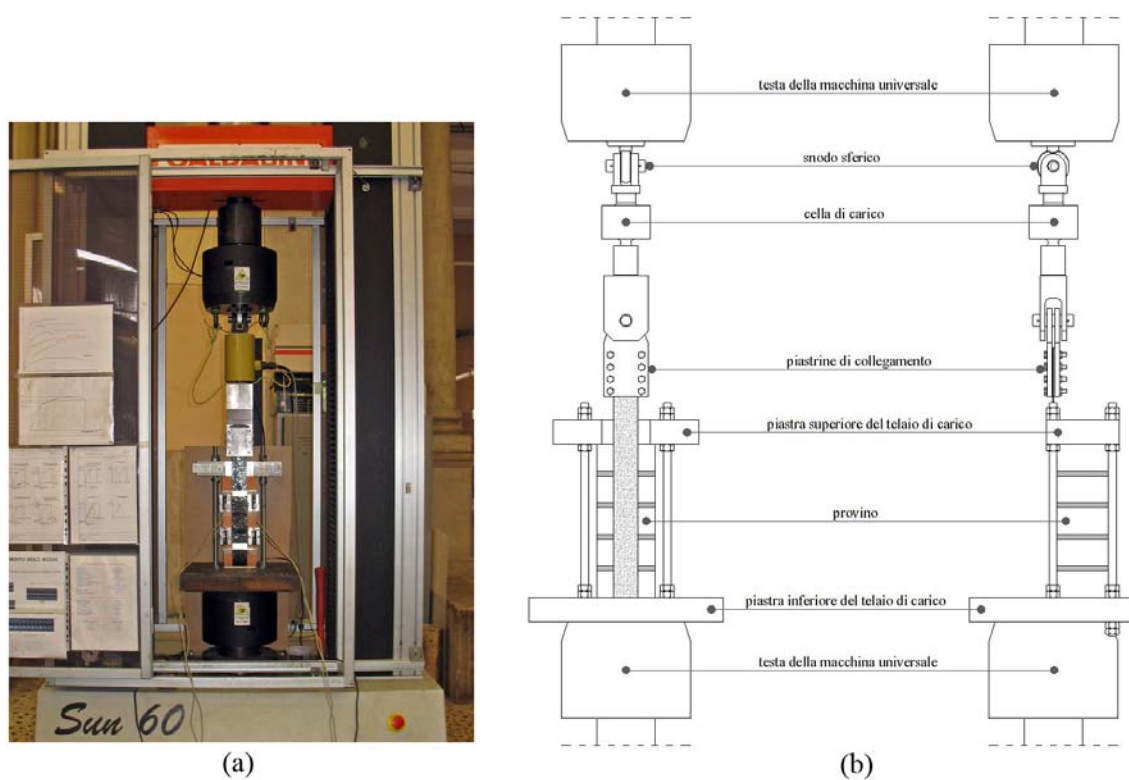 testa della macchina universale
snodo sferico
cella di carico
piastrine di collegamento
piastra superiore del telaio di carico
provino
piastra inferiore del telaio di carico
testa della macchina universale
Sun 60
(a)
(b)